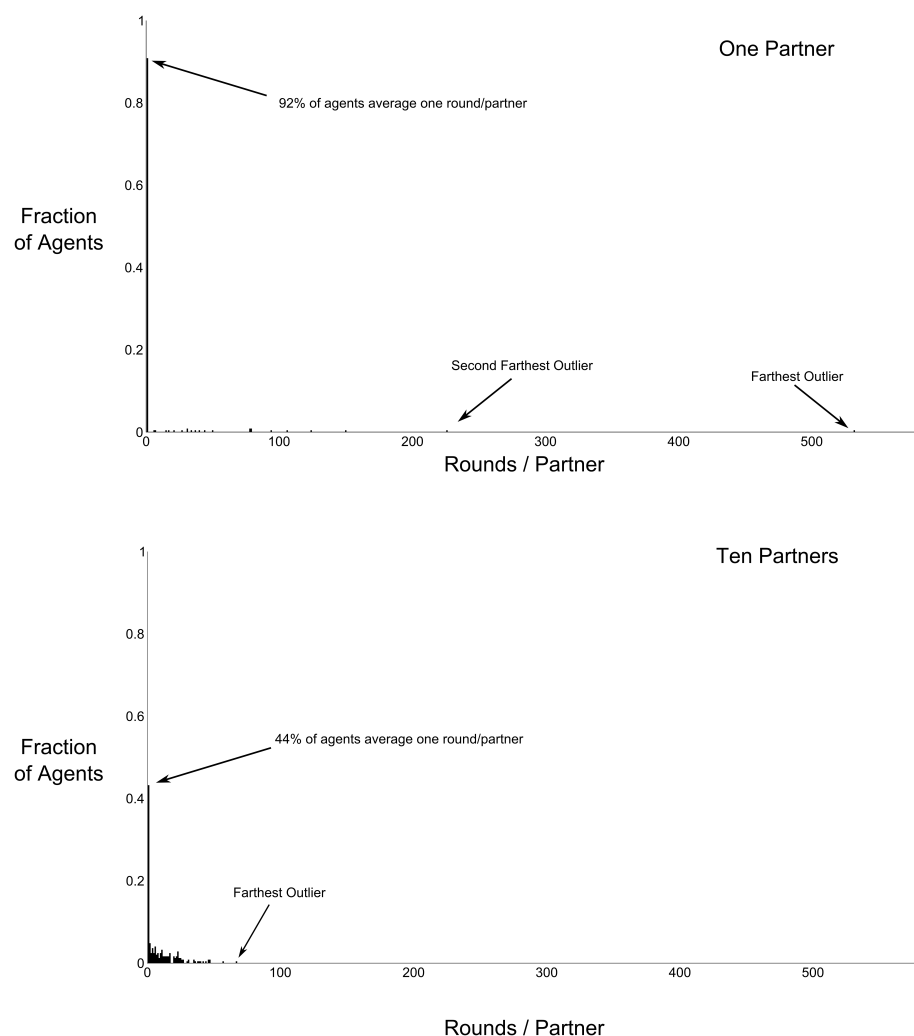 1
One Partner
92% of agents average one round/partner
0.8
0.6
Fraction
of Agents
0.4
Second Farthest Outlier
Farthest Outlier
0.2
0
0 100 200 300 400 500
Rounds / Partner
1
Ten Partners
0.8
0.6
44% of agents average one round/partner
Fraction
of Agents
0.4
Farthest Outlier
0.2
0
0 100 200 300 400 500
Rounds / Partner